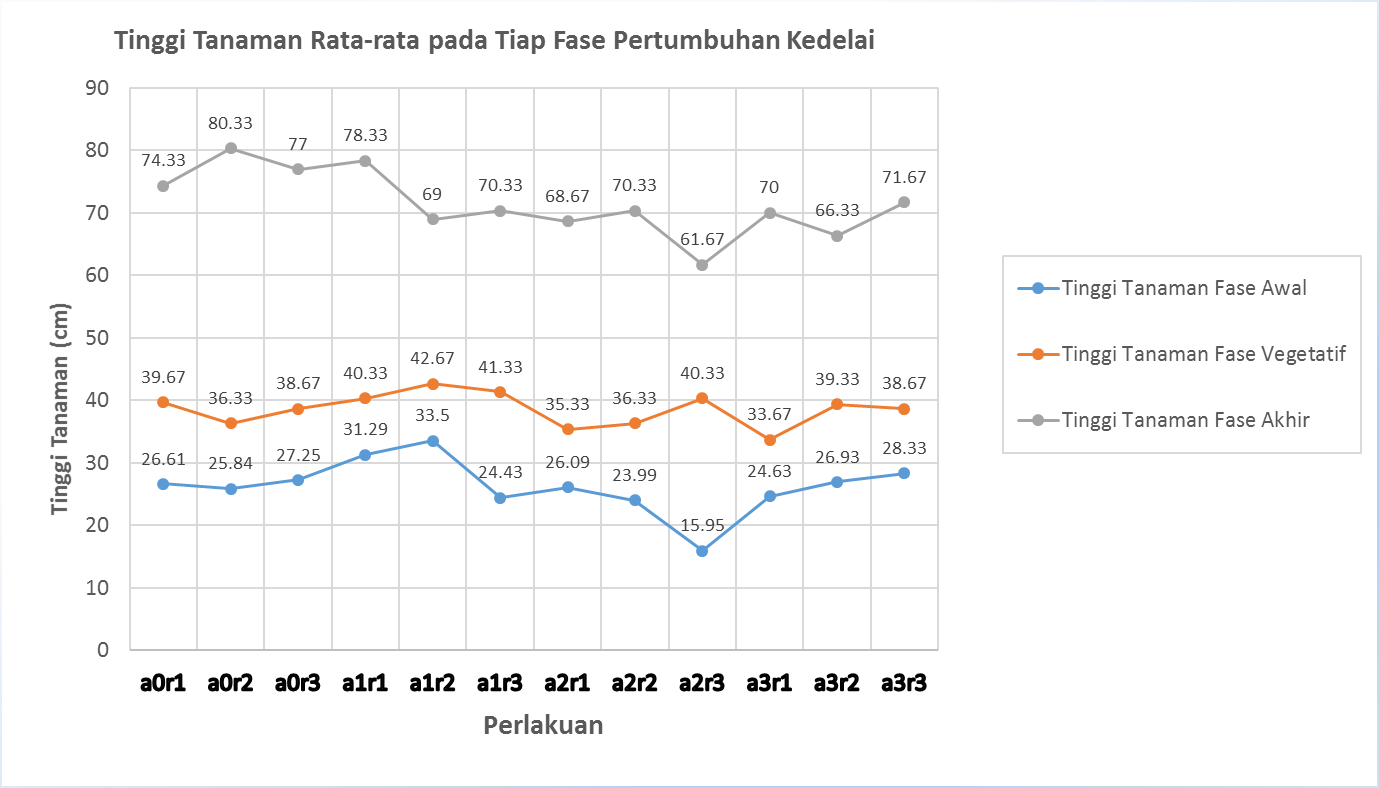 Tinggi Tanaman Rata-rata pada Tiap Fase Pertumbuhan Kedelai
Tinggi Tanaman (cm)
90
80
70
60
50
40
30
20
10
0
74.33 80.33 77 78.33 69 70.33 68.67 70.33 61.67 70 66.33 71.67
39.67 36.33 38.67 40.33 42.67 41.33 35.33 36.33 40.33 33.67 39.33 38.67
26.61 25.84 27.25 31.29 33.5 24.43 26.09 23.99 15.95 24.63 26.93 28.33
a0r1 a0r2 a0r3 a1r1 a1r2 a1r3 a2r1 a2r2 a2r3 a3r1 a3r2 a3r3
Perlakuan
Tinggi Tanaman Fase Awal
Tinggi Tanaman Fase Vegetatif
Tinggi Tanaman Fase Akhir